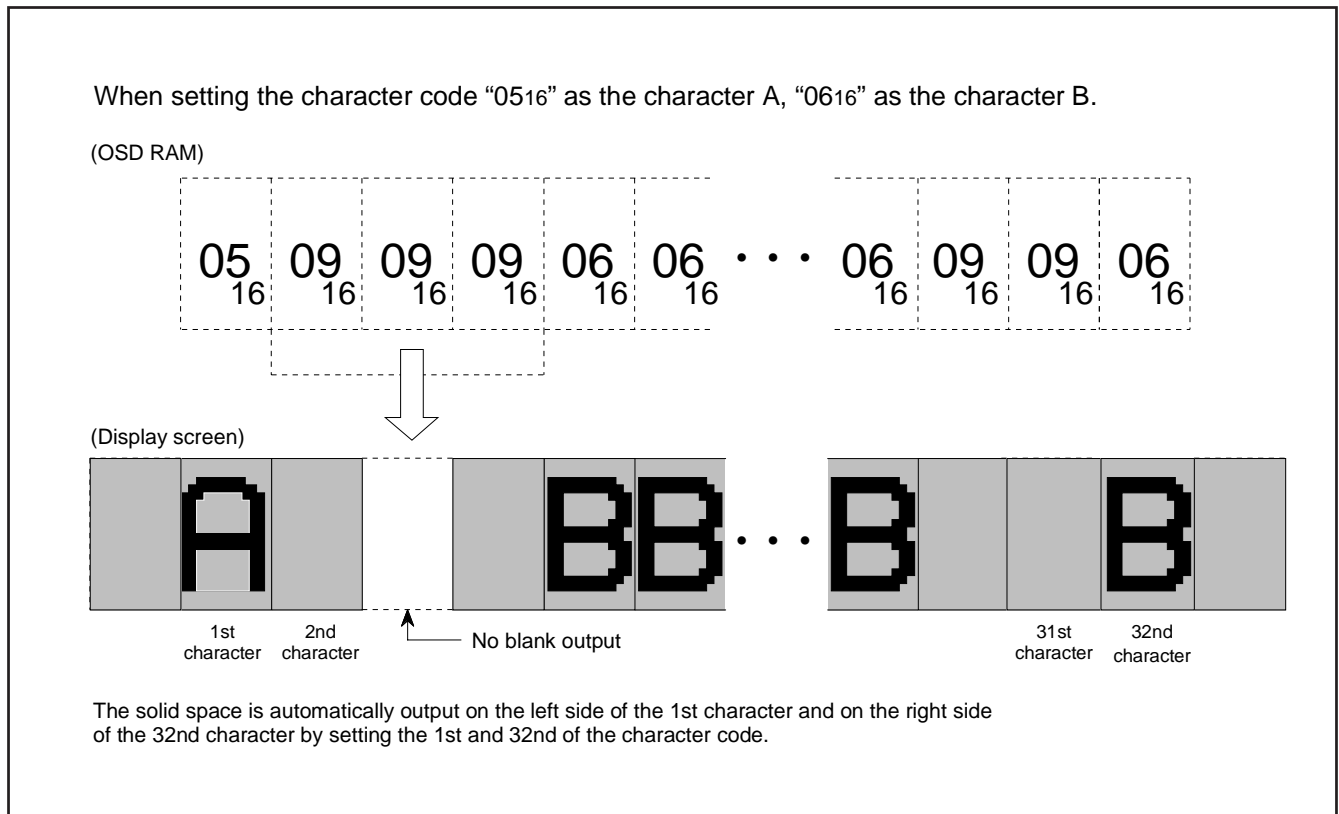 When setting the character code “0516” as the character A, “0616” as the character B.
(OSD RAM)
0516 0916 0916 0916 0616 0616 • • • 0616 0916 0916 0616
(Display screen)
A BB • • • B B
1st character 2nd character No blank output 31st character 32nd character
The solid space is automatically output on the left side of the 1st character and on the right side
of the 32nd character by setting the 1st and 32nd of the character code.